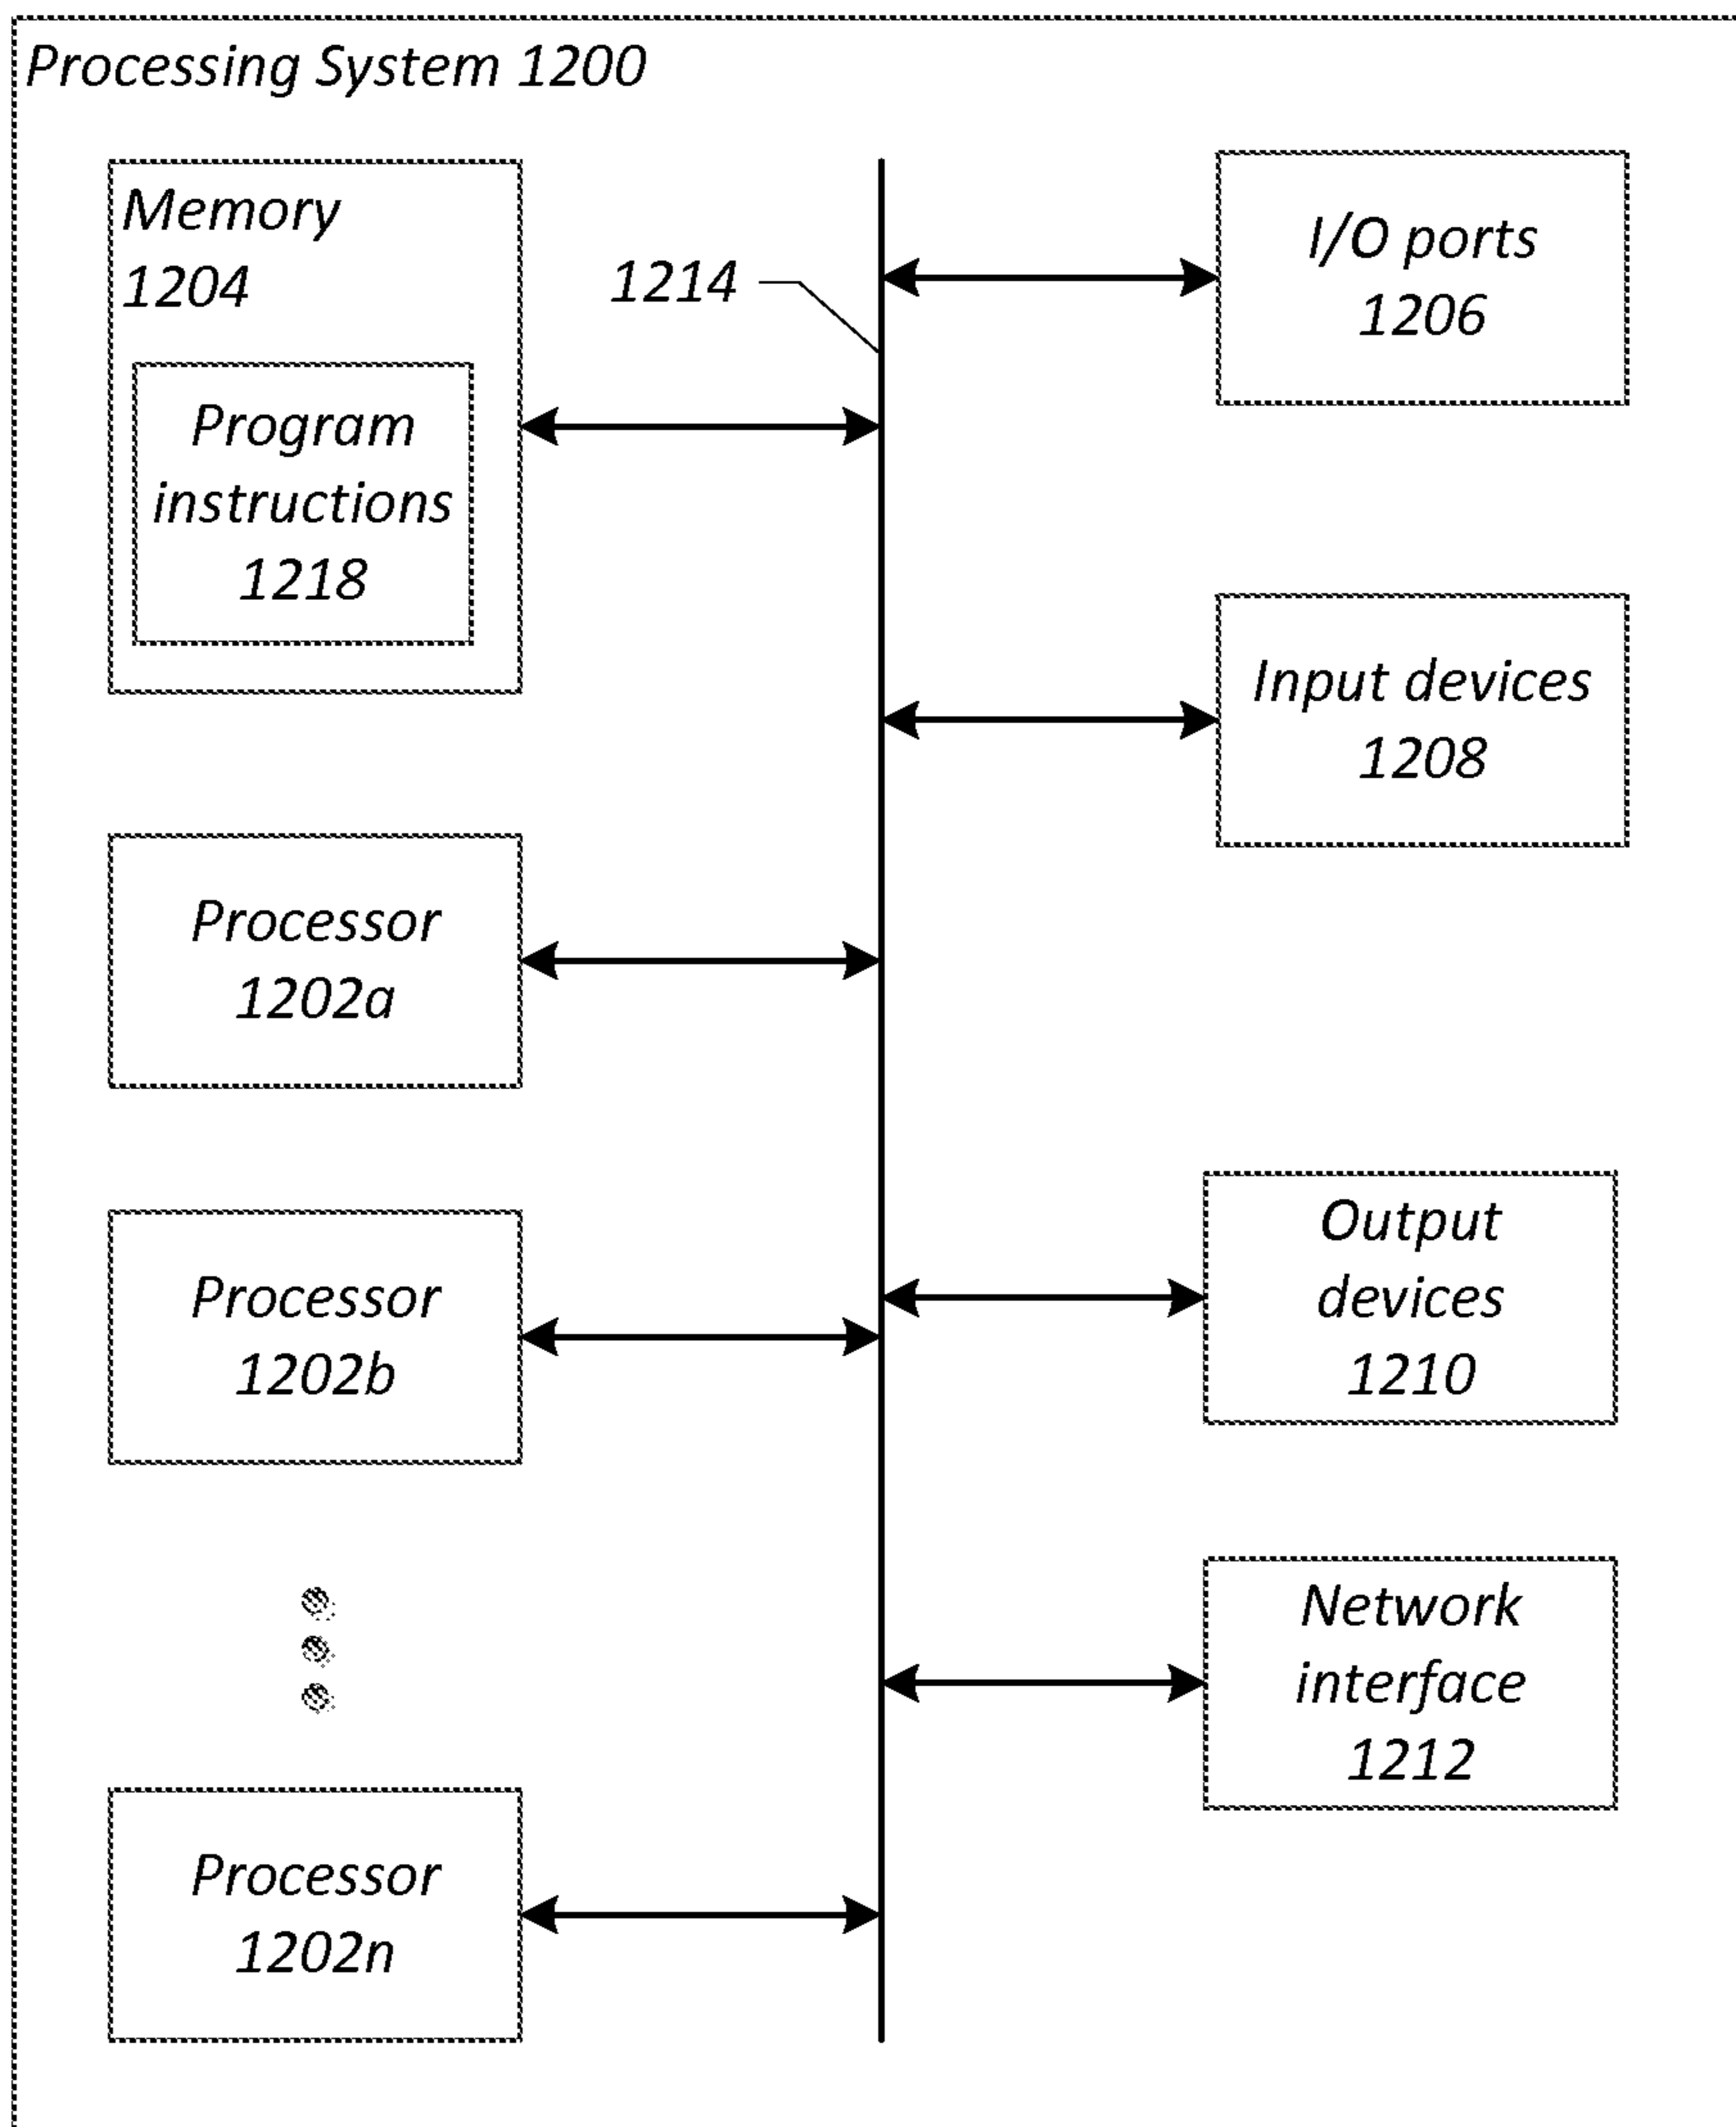 Processing System 1200
Memory
1204
Program
instructions
1218
1214
I/O ports
1206
Input devices
1208
Processor
1202a
Processor
1202b
Output
devices
1210
Network
interface
1212
Processor
1202n